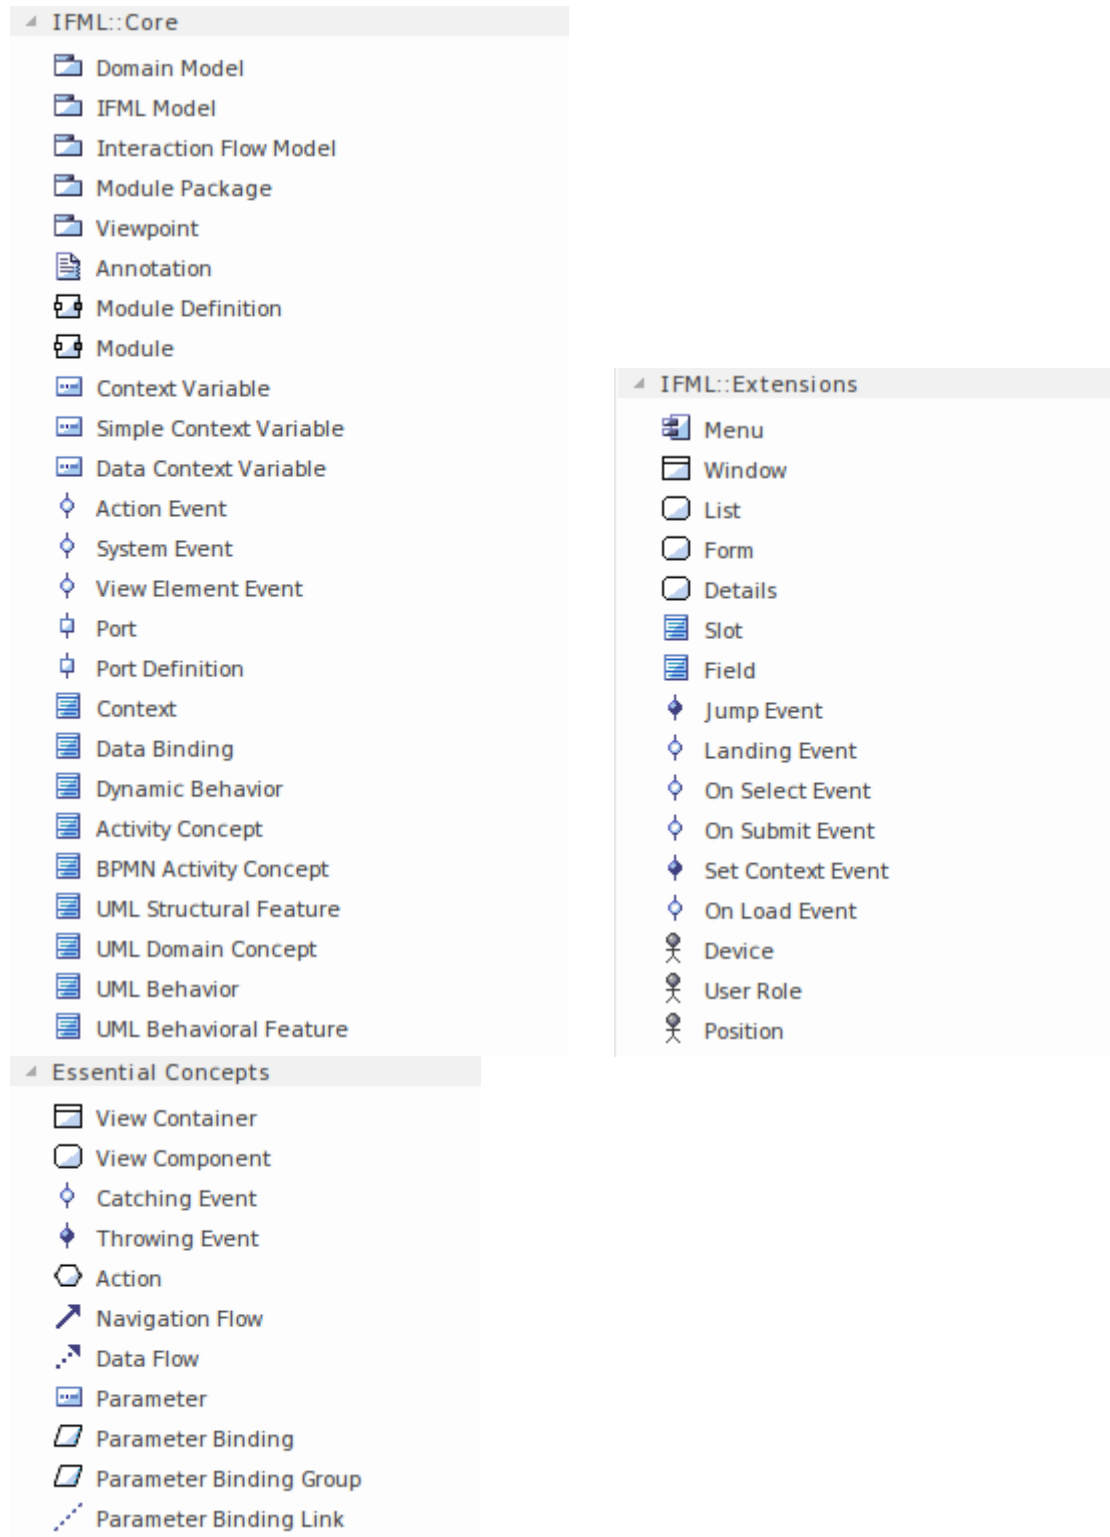 IFML::Core
Domain Model
IFML Model
Interaction Flow Model
Module Package
Viewpoint
Annotation
Module Definition
Module
Context Variable
Simple Context Variable
Data Context Variable
Action Event
System Event
View Element Event
Port
Port Definition
Context
Data Binding
Dynamic Behavior
Activity Concept
BPMN Activity Concept
UML Structural Feature
UML Domain Concept
UML Behavior
UML Behavioral Feature
IFML::Extensions
Menu
Window
List
Form
Details
Slot
Field
Jump Event
Landing Event
On Select Event
On Submit Event
Set Context Event
On Load Event
Device
User Role
Position
Essential Concepts
View Container
View Component
Catching Event
Throwing Event
Action
Navigation Flow
Data Flow
Parameter
Parameter Binding
Parameter Binding Group
Parameter Binding Link